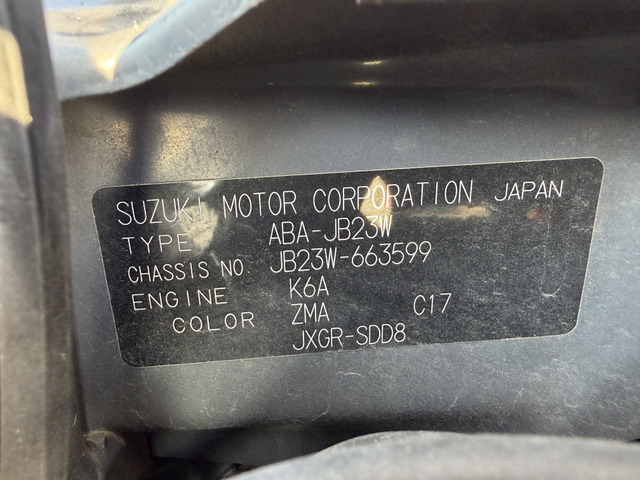 SUZUKI MOTOR CORPORATION JAPAN
TYPE ABA-JB23W
CHASSIS NO JB23W-663599
ENGINE K6A
COLOR ZMA C17
JXGR-SDD8